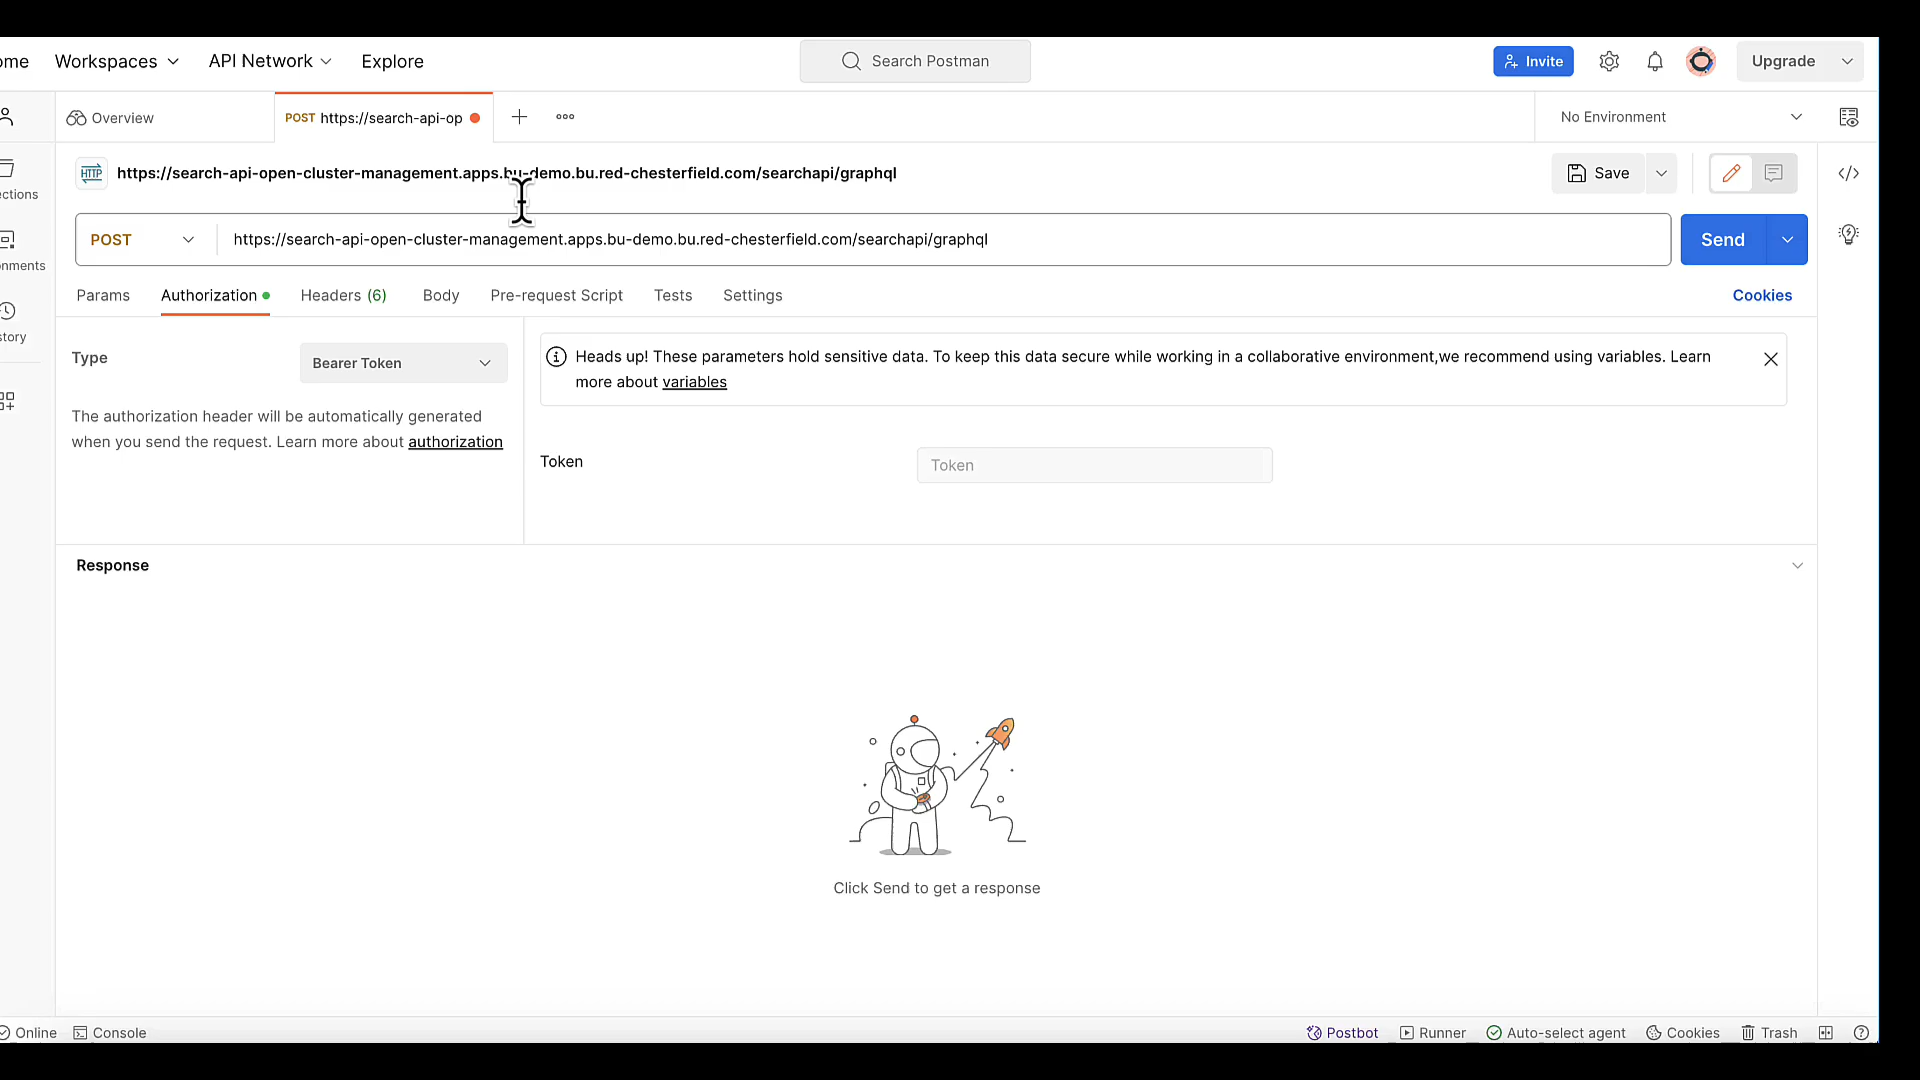 ome Workspaces API Network Explore Search Postman Invite Upgrade
Overview POST https://search-api-op No Environment
HTTP https://search-api-open-cluster-management.apps.bu-demo.bu.red-chesterfield.com/searchapi/graphql Save
ections
POST https://search-api-open-cluster-management.apps.bu-demo.bu.red-chesterfield.com/searchapi/graphql Send
onments
Params Authorization Headers (6) Body Pre-request Script Tests Settings Cookies
story
Type Bearer Token
The authorization header will be automatically generated
when you send the request. Learn more about authorization
Heads up! These parameters hold sensitive data. To keep this data secure while working in a collaborative environment,we recommend using variables. Learn
more about variables
Token Token
Response
Click Send to get a response
Online Console Postbot Runner Auto-select agent Cookies Trash